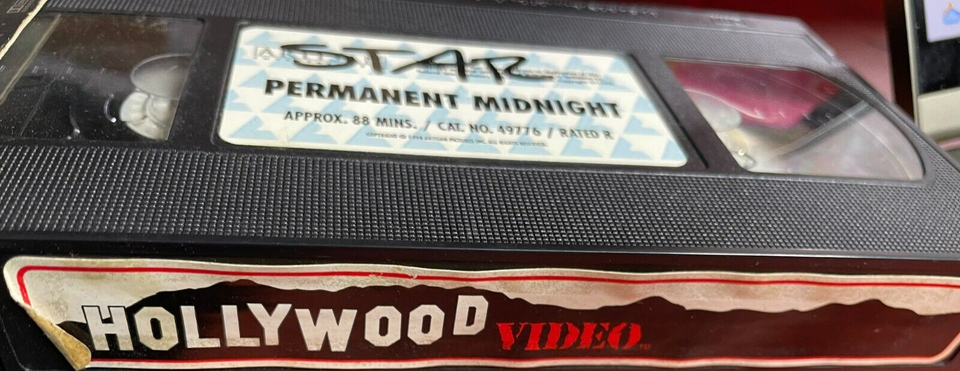 STAR
PERMANENT MIDNIGHT
APPROX. 88 MINS. / CAT. NO. 49776 / RATED R
HOLLYWOOD VIDEO